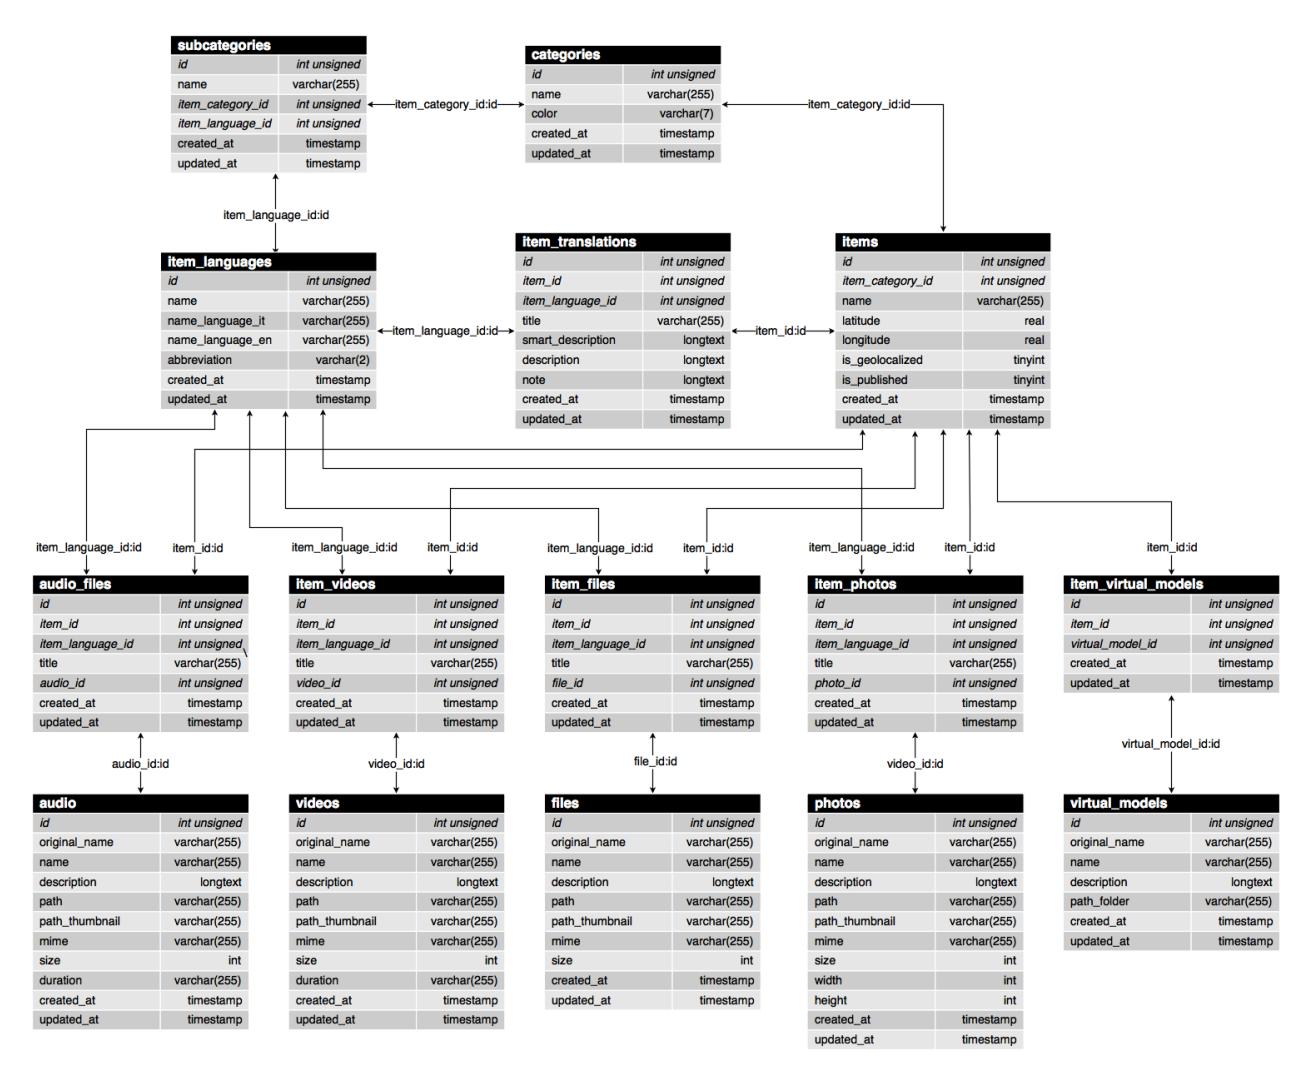 subcategories
id int unsigned
name varchar(255)
item_category_id int unsigned
item_language_id int unsigned
created_at timestamp
updated_at timestamp
item_category_id:id
categories
id int unsigned
name varchar(255)
color varchar(7)
created_at timestamp
updated_at timestamp
item_category_id:id
item_language_id:id
item_languages
id int unsigned
name varchar(255)
name_language_it varchar(255)
name_language_en varchar(255)
abbreviation varchar(2)
created_at timestamp
updated_at timestamp
item_language_id:id
item_translations
id int unsigned
item_id int unsigned
item_language_id int unsigned
title varchar(255)
smart_description longtext
description longtext
note longtext
created_at timestamp
updated_at timestamp
item_id:id
items
id int unsigned
item_category_id int unsigned
name varchar(255)
latitude real
longitude real
is_geolocalized tinyint
is_published tinyint
created_at timestamp
updated_at timestamp
item_language_id:id
item_id:id
item_language_id:id
item_id:id
item_language_id:id
item_id:id
item_language_id:id
item_id:id
item_id:id
audio_files
id int unsigned
item_id int unsigned
item_language_id int unsigned\
title varchar(255)
audio_id int unsigned
created_at timestamp
updated_at timestamp
item_videos
id int unsigned
item_id int unsigned
item_language_id int unsigned
title varchar(255)
video_id int unsigned
created_at timestamp
updated_at timestamp
item_files
id int unsigned
item_id int unsigned
item_language_id int unsigned
title varchar(255)
file_id int unsigned
created_at timestamp
updated_at timestamp
item_photos
id int unsigned
item_id int unsigned
item_language_id int unsigned
title varchar(255)
photo_id int unsigned
created_at timestamp
updated_at timestamp
item_virtual_models
id int unsigned
item_id int unsigned
virtual_model_id int unsigned
created_at timestamp
updated_at timestamp
audio_id:id
video_id:id
file_id:id
video_id:id
virtual_model_id:id
audio
id int unsigned
original_name varchar(255)
name varchar(255)
description longtext
path varchar(255)
path_thumbnail varchar(255)
mime varchar(255)
size int
duration varchar(255)
created_at timestamp
updated_at timestamp
videos
id int unsigned
original_name varchar(255)
name varchar(255)
description longtext
path varchar(255)
path_thumbnail varchar(255)
mime varchar(255)
size int
duration varchar(255)
created_at timestamp
updated_at timestamp
files
id int unsigned
original_name varchar(255)
name varchar(255)
description longtext
path varchar(255)
path_thumbnail varchar(255)
mime varchar(255)
size int
created_at timestamp
updated_at timestamp
photos
id int unsigned
original_name varchar(255)
name varchar(255)
description longtext
path varchar(255)
path_thumbnail varchar(255)
mime varchar(255)
size int
width int
height int
created_at timestamp
updated_at timestamp
virtual_models
id int unsigned
original_name varchar(255)
name varchar(255)
description longtext
path_folder varchar(255)
created_at timestamp
updated_at timestamp